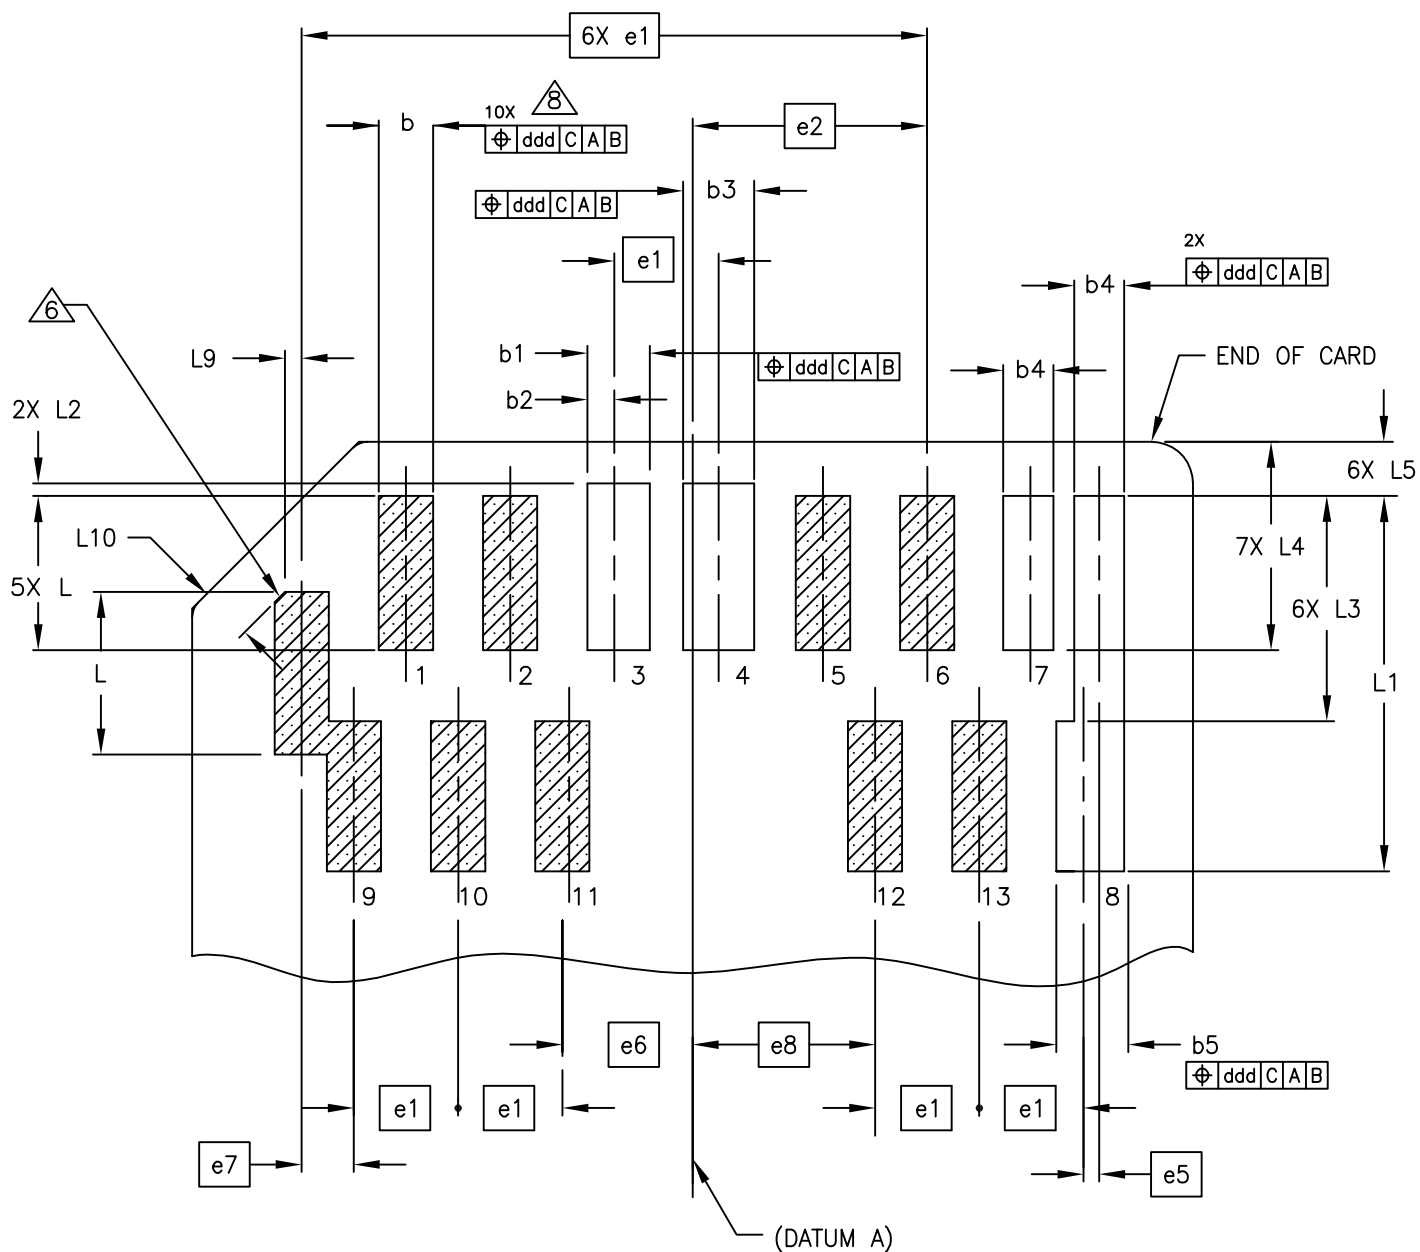 6X e1
b
10X
8
⌖ ddd C A B
e2
⌖ ddd C A B
b3
e1
2X
⌖ ddd C A B
b4
6
L9
b1
⌖ ddd C A B
b4
END OF CARD
b2
2X L2
6X L5
L10
5X L
7X L4
6X L3
L
1
2
3
4
5
6
7
L1
9
10
11
12
13
8
e6
e8
b5
⌖ ddd C A B
e1
e1
e1
e1
e7
e5
(DATUM A)